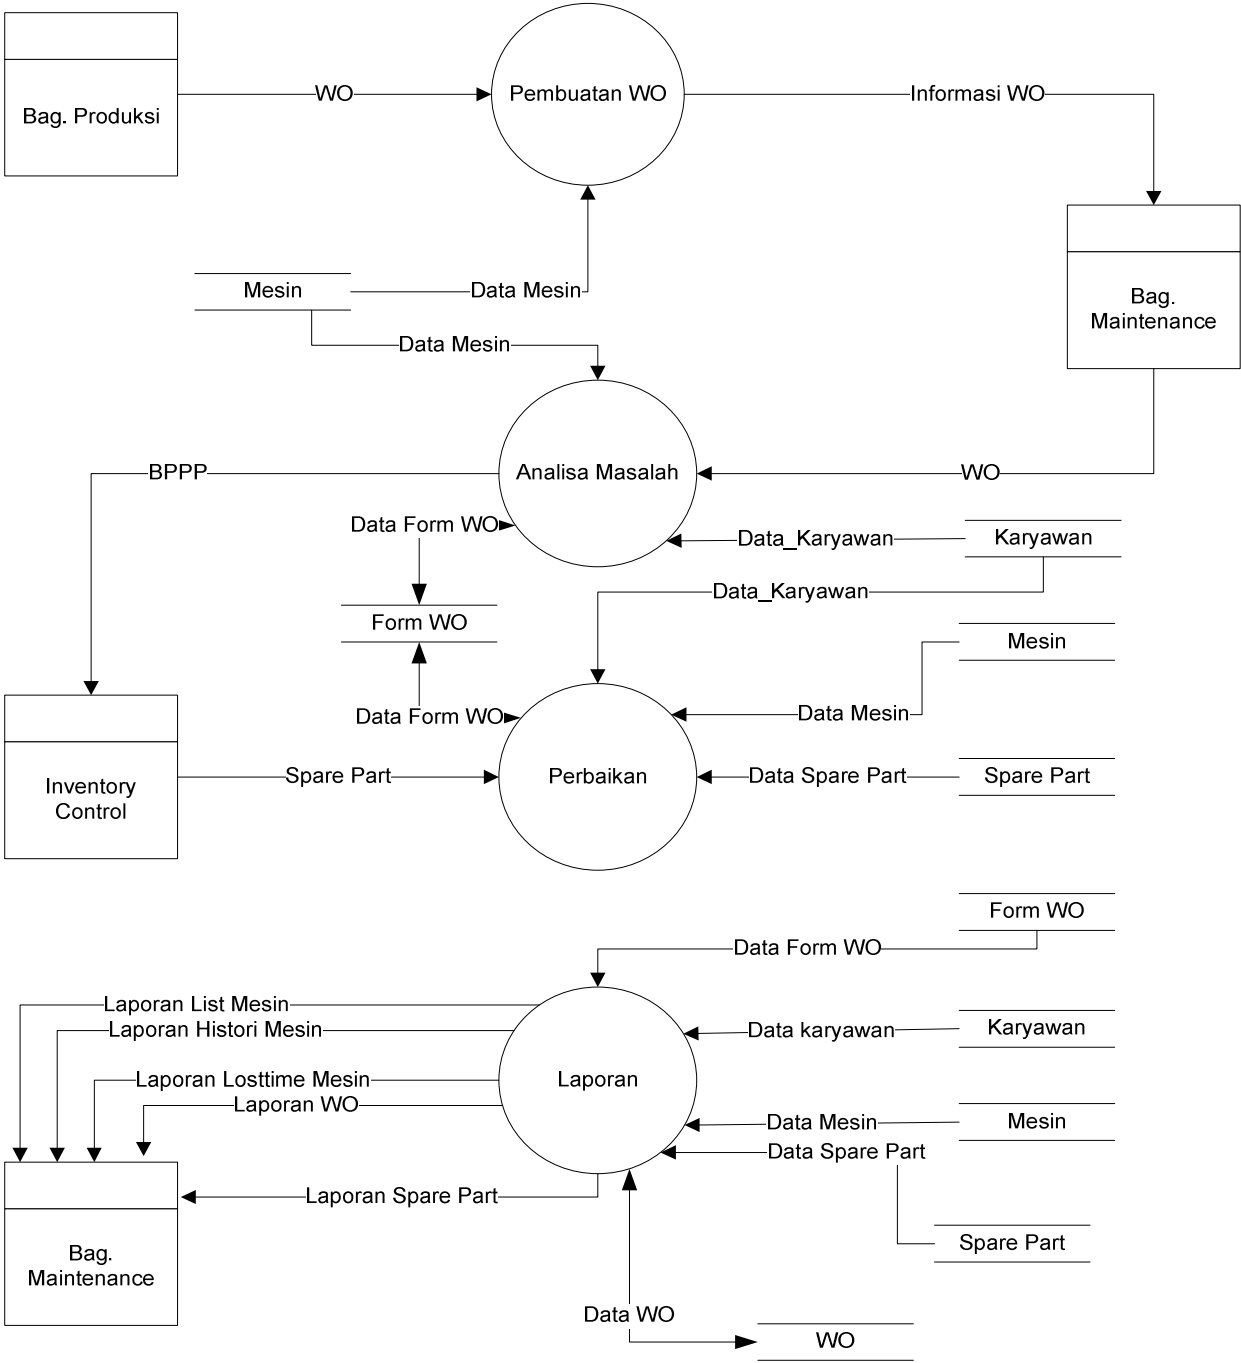 Bag. Produksi
WO
Pembuatan WO
Informasi WO
Mesin
Data Mesin
Bag.
Maintenance
Data Mesin
BPPP
Analisa Masalah
WO
Data Form WO
Data_Karyawan
Karyawan
Data_Karyawan
Form WO
Mesin
Data Form WO
Data Mesin
Inventory
Control
Spare Part
Perbaikan
Data Spare Part
Spare Part
Form WO
Data Form WO
Laporan List Mesin
Laporan Histori Mesin
Data karyawan
Karyawan
Laporan Losttime Mesin
Laporan
Laporan WO
Data Mesin
Mesin
Data Spare Part
Laporan Spare Part
Bag.
Maintenance
Spare Part
Data WO
WO